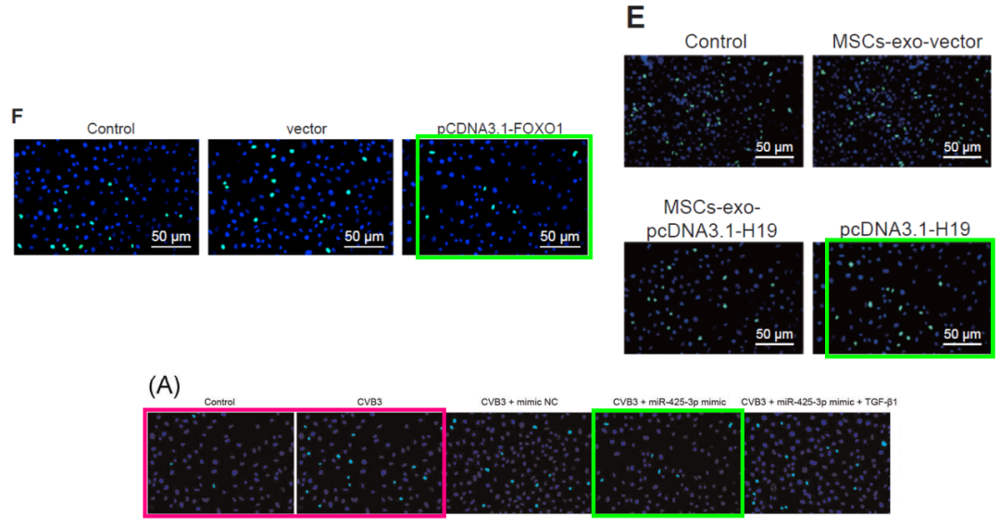 E
Control
MSCs-exo-vector
50 µm
50 µm
F
Control
vector
pCDNA3.1-FOXO1
50 µm
50 µm
50 µm
MSCs-exo-
pcDNA3.1-H19
pcDNA3.1-H19
50 µm
50 µm
(A)
Control
CVB3
CVB3 + mimic NC
CVB3 + miR-425-3p mimic
CVB3 + miR-425-3p mimic + TGF-β1